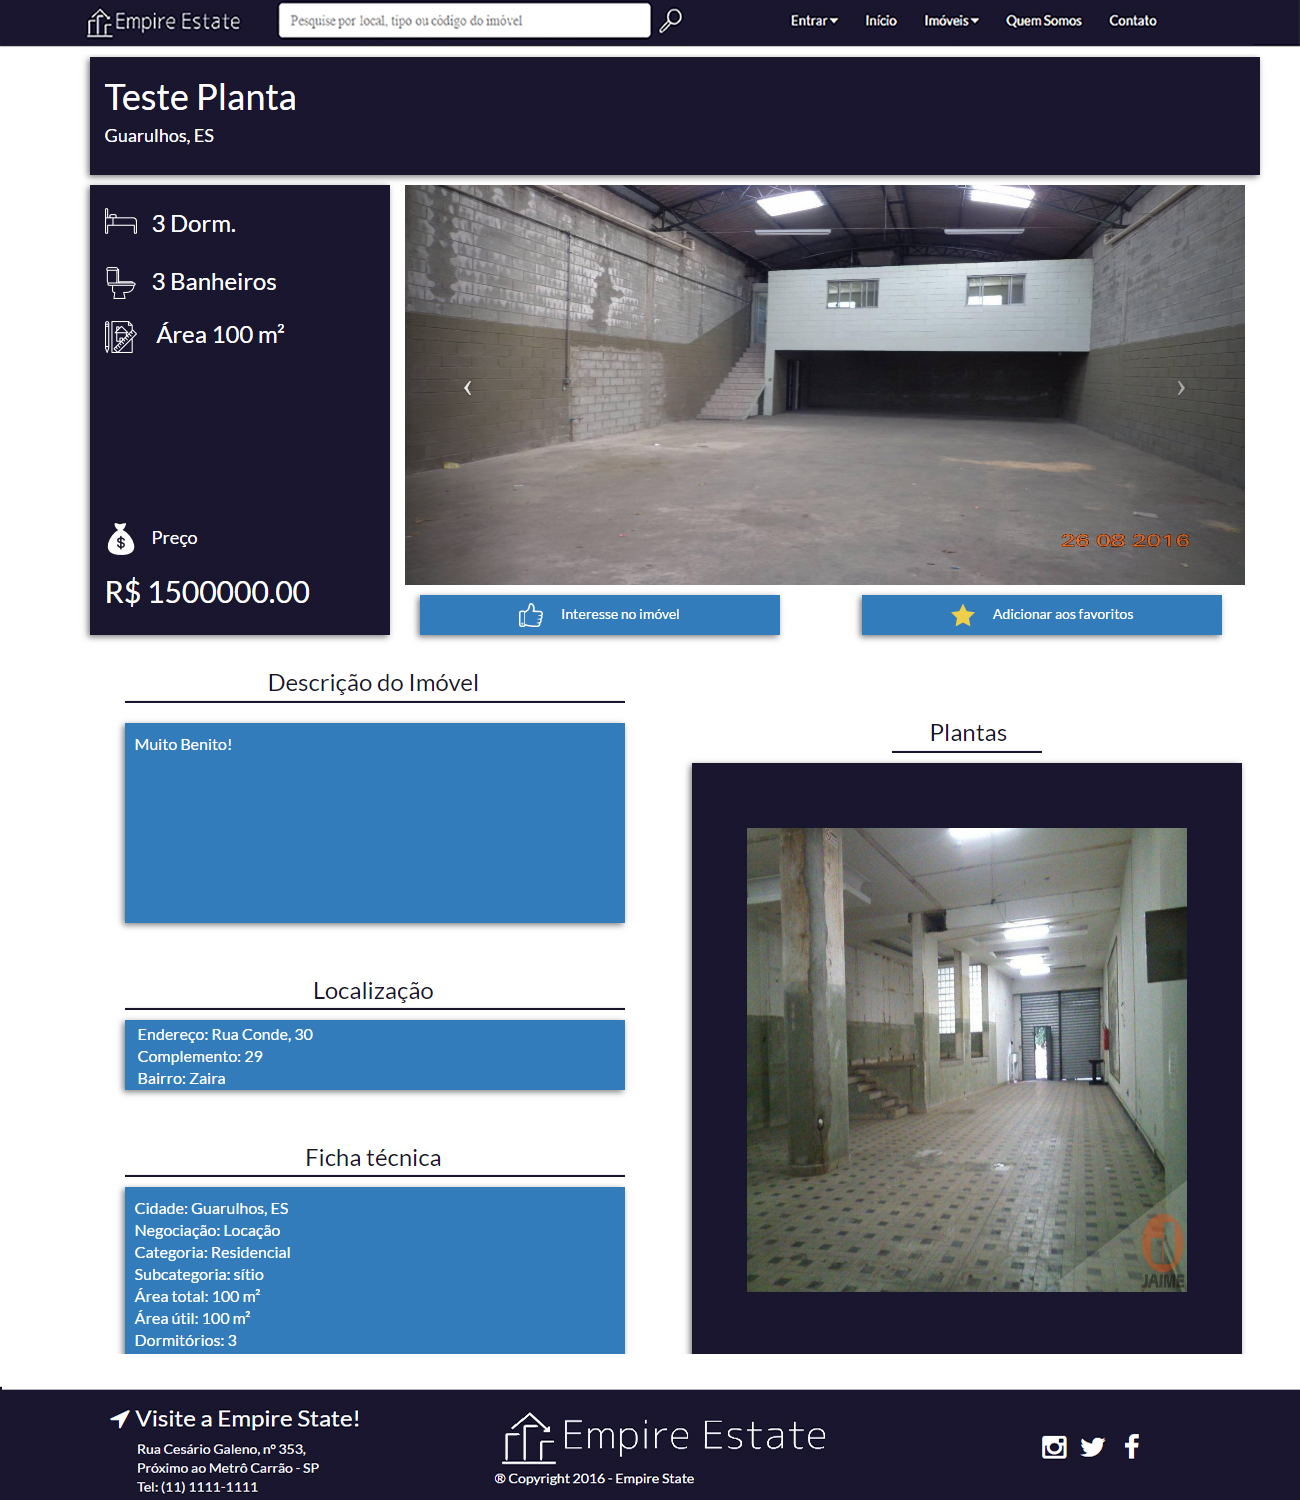 Empire Estate
Pesquise por local, tipo ou código do imóvel
Entrar
Início
Imóveis
Quem Somos
Contato
Teste Planta
Guarulhos, ES
3 Dorm.
3 Banheiros
Área 100 m²
Preço
R$ 1500000.00
26 08 2016
Interesse no imóvel
Adicionar aos favoritos
Descrição do Imóvel
Muito Benito!
Localização
Endereço: Rua Conde, 30
Complemento: 29
Bairro: Zaira
Ficha técnica
Cidade: Guarulhos, ES
Negociação: Locação
Categoria: Residencial
Subcategoria: sítio
Área total: 100 m²
Área útil: 100 m²
Dormitórios: 3
Plantas
JAIME
Visite a Empire State!
Rua Cesário Galeno, nº 353,
Próximo ao Metrô Carrão - SP
Tel: (11) 1111-1111
Empire Estate
® Copyright 2016 - Empire State